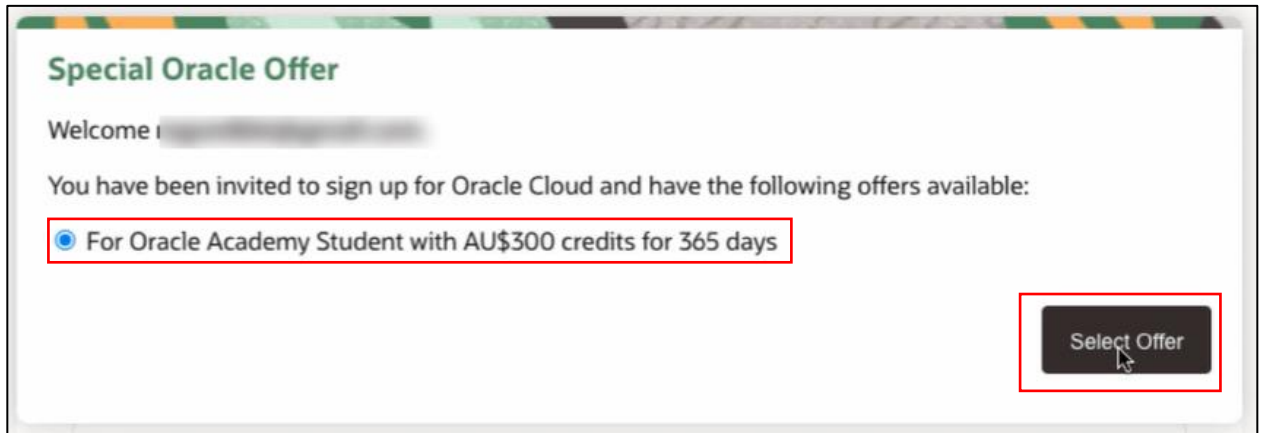 Special Oracle Offer
Welcome
You have been invited to sign up for Oracle Cloud and have the following offers available:
For Oracle Academy Student with AU$300 credits for 365 days
Select Offer